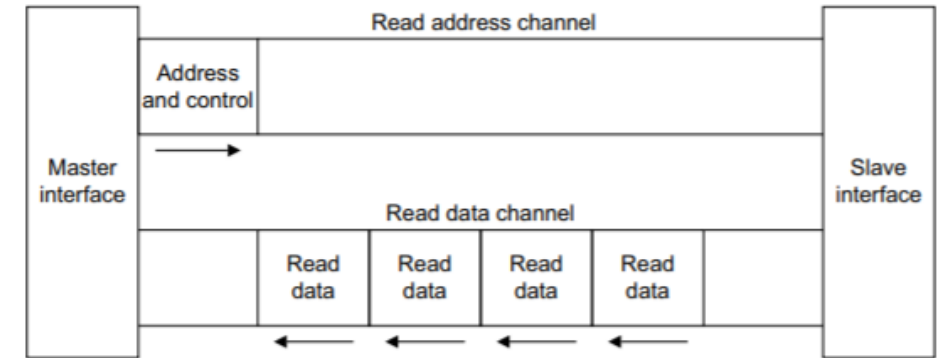 Read address channel
Address
and control
Master
interface
Slave
interface
Read data channel
Read
data
Read
data
Read
data
Read
data